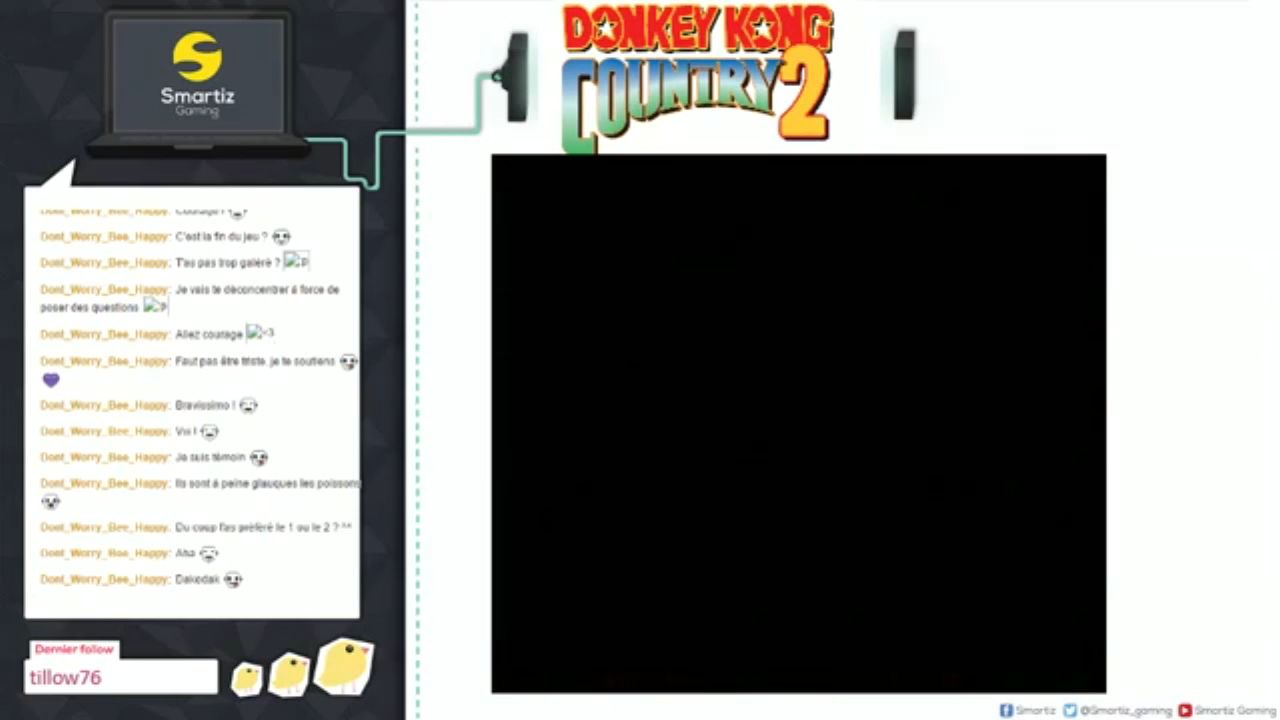 DONKEY KONG
COUNTRY 2
Smartiz
Gaming
Dont_Worry_Bee_Happy: Courage !
Dont_Worry_Bee_Happy: C'est la fin du jeu ?
Dont_Worry_Bee_Happy: T'as pas trop galéré ?
Dont_Worry_Bee_Happy: Je vais te déconcentrer à force de
poser des questions
Dont_Worry_Bee_Happy: Allez courage <3
Dont_Worry_Bee_Happy: Faut pas être triste, je te soutiens
Dont_Worry_Bee_Happy: Bravissimo !
Dont_Worry_Bee_Happy:
Dont_Worry_Bee_Happy: Je suis témoin
Dont_Worry_Bee_Happy: Ils sont à peine glauques les poissons
Dont_Worry_Bee_Happy: Du coup t'as préféré le 1 ou le 2 ? ^^
Dont_Worry_Bee_Happy: Aha
Dont_Worry_Bee_Happy: Dakodak
Dernier follow
tillow76
Smartiz @Smartiz_gaming Smartiz Gaming